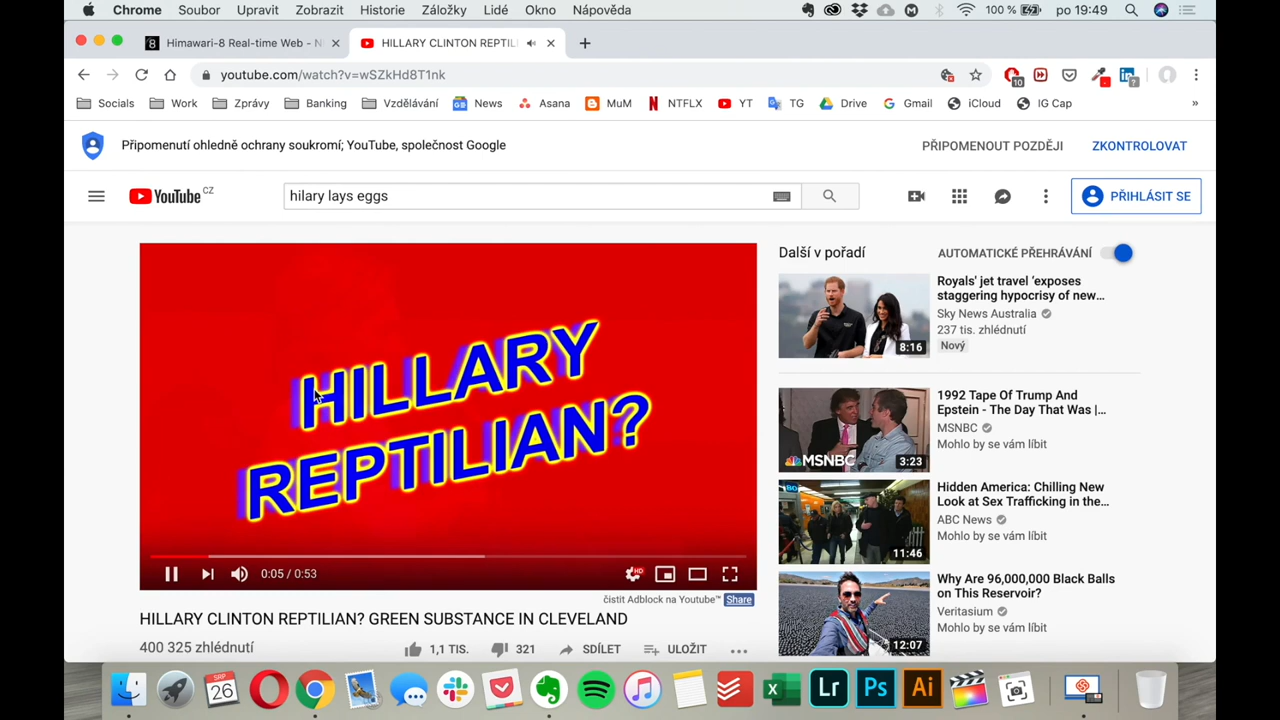 Chrome Soubor Upravit Zobrazit Historie Záložky Lidé Okno Nápověda 100 % po 19:49
Himawari-8 Real-time Web - N
HILLARY CLINTON REPTIL
youtube.com/watch?v=wSZkHd8T1nk
10
Socials Work Zprávy Banking Vzdělávání News Asana MuM NTFLX YT TG Drive Gmail iCloud IG Cap »
Připomenutí ohledně ochrany soukromí; YouTube, společnost Google
PŘIPOMENOUT POZDĚJI ZKONTROLOVAT
YouTube CZ
hilary lays eggs
PŘIHLÁSIT SE
HILLARY
REPTILIAN?
0:05 / 0:53
HD
čistit Adblock na Youtube™ Share
HILLARY CLINTON REPTILIAN? GREEN SUBSTANCE IN CLEVELAND
400 325 zhlédnutí
1,1 TIS. 321 SDÍLET ULOŽIT
Další v pořadí
AUTOMATICKÉ PŘEHRÁVÁNÍ
8:16
Royals' jet travel 'exposes
staggering hypocrisy of new...
Sky News Australia
237 tis. zhlédnutí
Nový
MSNBC
3:23
1992 Tape Of Trump And
Epstein - The Day That Was |...
MSNBC
Mohlo by se vám líbit
11:46
Hidden America: Chilling New
Look at Sex Trafficking in the...
ABC News
Mohlo by se vám líbit
12:07
Why Are 96,000,000 Black Balls
on This Reservoir?
Veritasium
Mohlo by se vám líbit
SRP
26
Lr Ps Ai